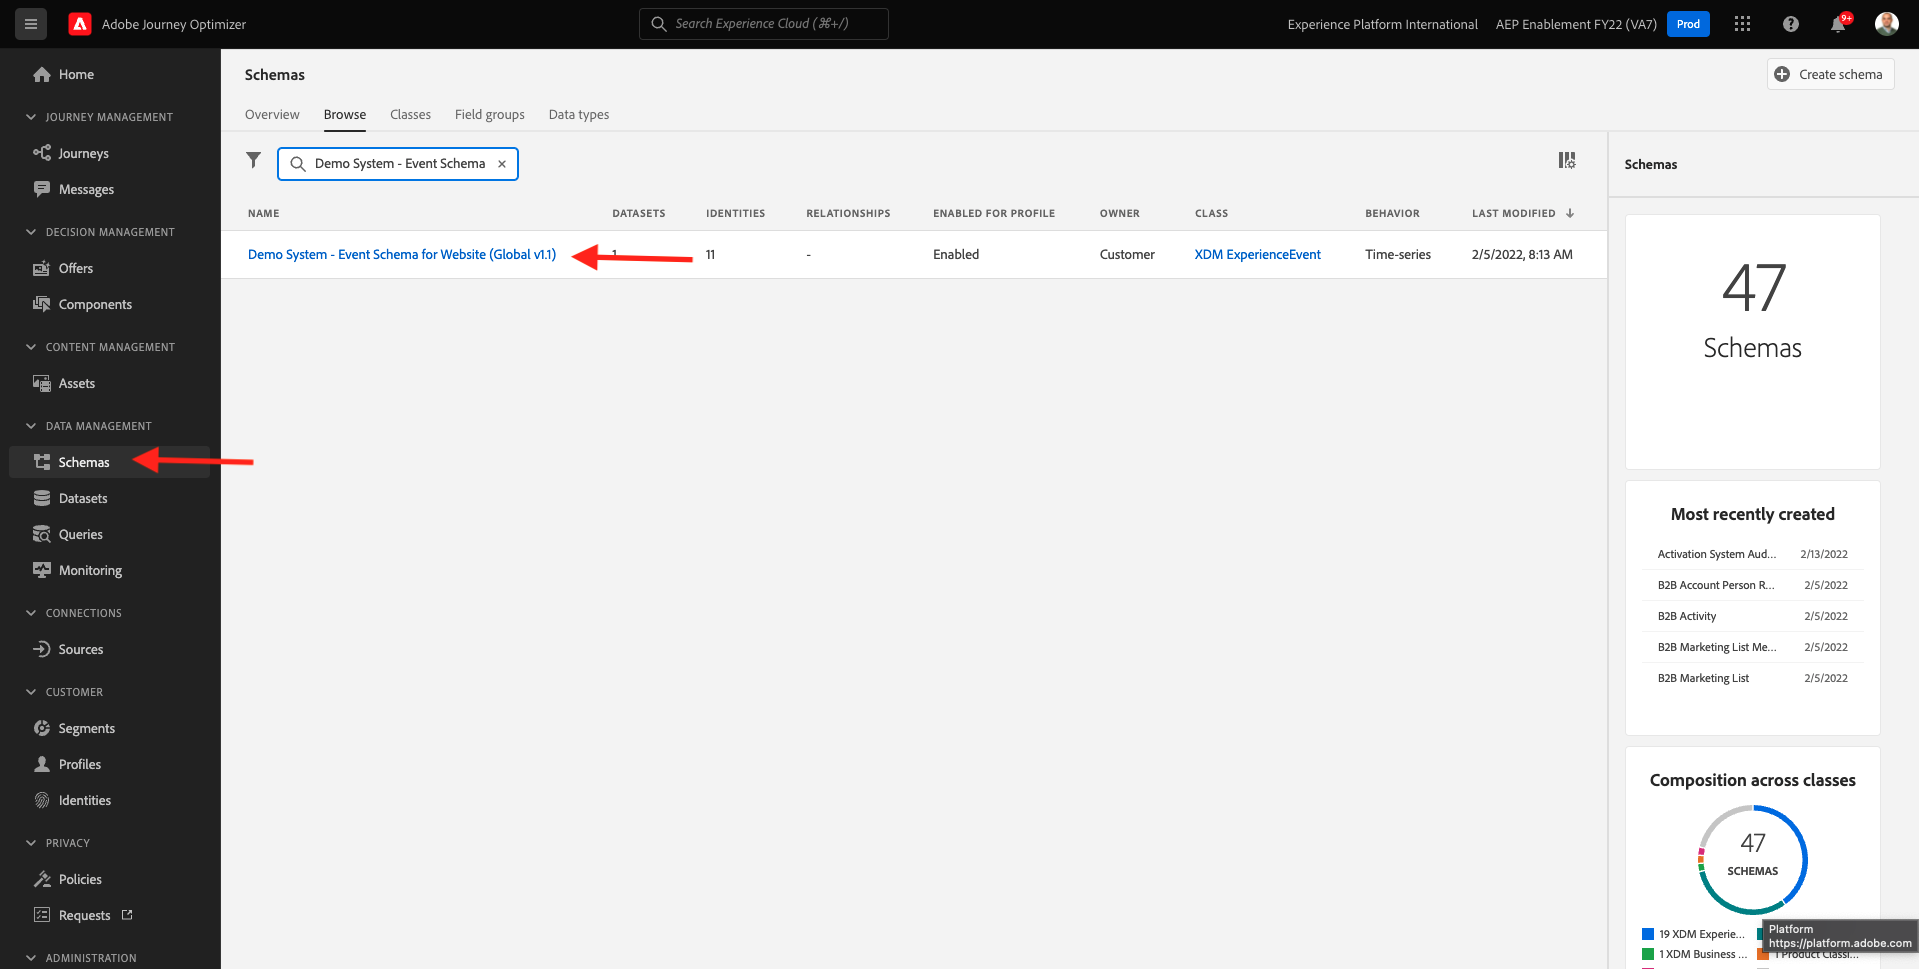 Adobe Journey Optimizer
Search Experience Cloud (⌘+/)
Experience Platform International
AEP Enablement FY22 (VA7)
Prod
9+
Home
JOURNEY MANAGEMENT
Journeys
Messages
DECISION MANAGEMENT
Offers
Components
CONTENT MANAGEMENT
Assets
DATA MANAGEMENT
Schemas
Datasets
Queries
Monitoring
CONNECTIONS
Sources
CUSTOMER
Segments
Profiles
Identities
PRIVACY
Policies
Requests
ADMINISTRATION
Schemas
Create schema
Overview Browse Classes Field groups Data types
Demo System - Event Schema
NAME DATASETS IDENTITIES RELATIONSHIPS ENABLED FOR PROFILE OWNER CLASS BEHAVIOR LAST MODIFIED
Demo System - Event Schema for Website (Global v1.1) 1 11 - Enabled Customer XDM ExperienceEvent Time-series 2/5/2022, 8:13 AM
Schemas
47
Schemas
Most recently created
Activation System Aud... 2/13/2022
B2B Account Person R... 2/5/2022
B2B Activity 2/5/2022
B2B Marketing List Me... 2/5/2022
B2B Marketing List 2/5/2022
Composition across classes
47
SCHEMAS
19 XDM Experie...
1 XDM Business ... 1 Product Classi...
Platform
https://platform.adobe.com